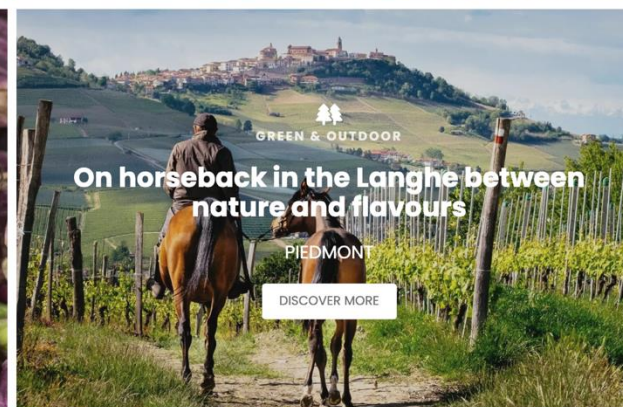 GREEN & OUTDOOR
On horseback in the Langhe between
nature and flavours
PIEDMONT
DISCOVER MORE